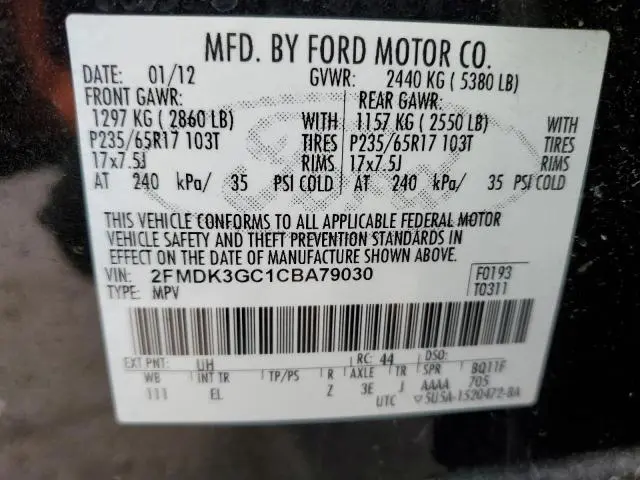 MFD. BY FORD MOTOR CO.
DATE: 01/12 GVWR: 2440 KG ( 5380 LB)
FRONT GAWR: REAR GAWR:
1297 KG ( 2860 LB) WITH 1157 KG ( 2550 LB) WITH
P235/65R17 103T TIRES P235/65R17 103T TIRES
17x7.5J RIMS 17x7.5J RIMS
AT 240 kPa/ 35 PSI COLD AT 240 kPa/ 35 PSI COLD
THIS VEHICLE CONFORMS TO ALL APPLICABLE FEDERAL MOTOR
VEHICLE SAFETY AND THEFT PREVENTION STANDARDS IN
EFFECT ON THE DATE OF MANUFACTURE SHOWN ABOVE.
VIN: 2FMDK3GC1CBA79030 F0193
TYPE: MPV T0311
EXT PNT: UH RC: 44 DSO:
WB INT TR TP/PS R AXLE TR SPR BQ11F
111 EL Z 3E J AAAA 705
UTC 5U5A-1520472-BA